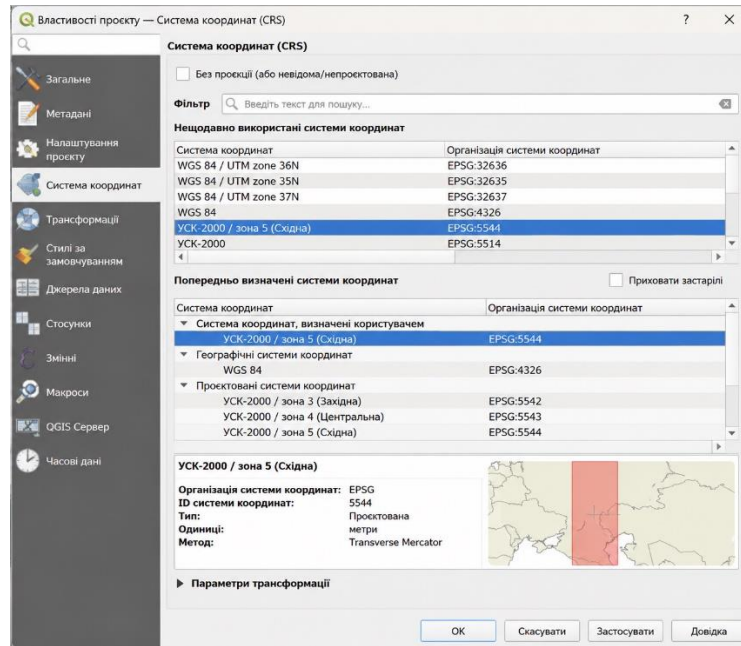 Властивості проєкту — Система координат (CRS)
Система координат (CRS)
Загальне
Метадані
Налаштування
проєкту
Система координат
Трансформації
Стилі за
замовчуванням
Джерела даних
Стосунки
Змінні
Макроси
QGIS Сервер
Часові дані
Без проєкції (або невідома/непроєктована)
Фільтр Введіть текст для пошуку...
Нещодавно використані системи координат
Система координат Організація системи координат
WGS 84 / UTM zone 36N EPSG:32636
WGS 84 / UTM zone 35N EPSG:32635
WGS 84 / UTM zone 37N EPSG:32637
WGS 84 EPSG:4326
УСК-2000 / зона 5 (Східна) EPSG:5544
УСК-2000 EPSG:5514
Попередньо визначені системи координат Приховати застарілі
Система координат Організація системи координат
Система координат, визначені користувачем
УСК-2000 / зона 5 (Східна) EPSG:5544
Географічні системи координат
WGS 84 EPSG:4326
Проєктовані системи координат
УСК-2000 / зона 3 (Західна) EPSG:5542
УСК-2000 / зона 4 (Центральна) EPSG:5543
УСК-2000 / зона 5 (Східна) EPSG:5544
УСК-2000 / зона 5 (Східна)
Організація системи координат: EPSG
ID системи координат: 5544
Тип: Проєктована
Одиниці: метри
Метод: Transverse Mercator
Параметри трансформації
OK Скасувати Застосувати Довідка